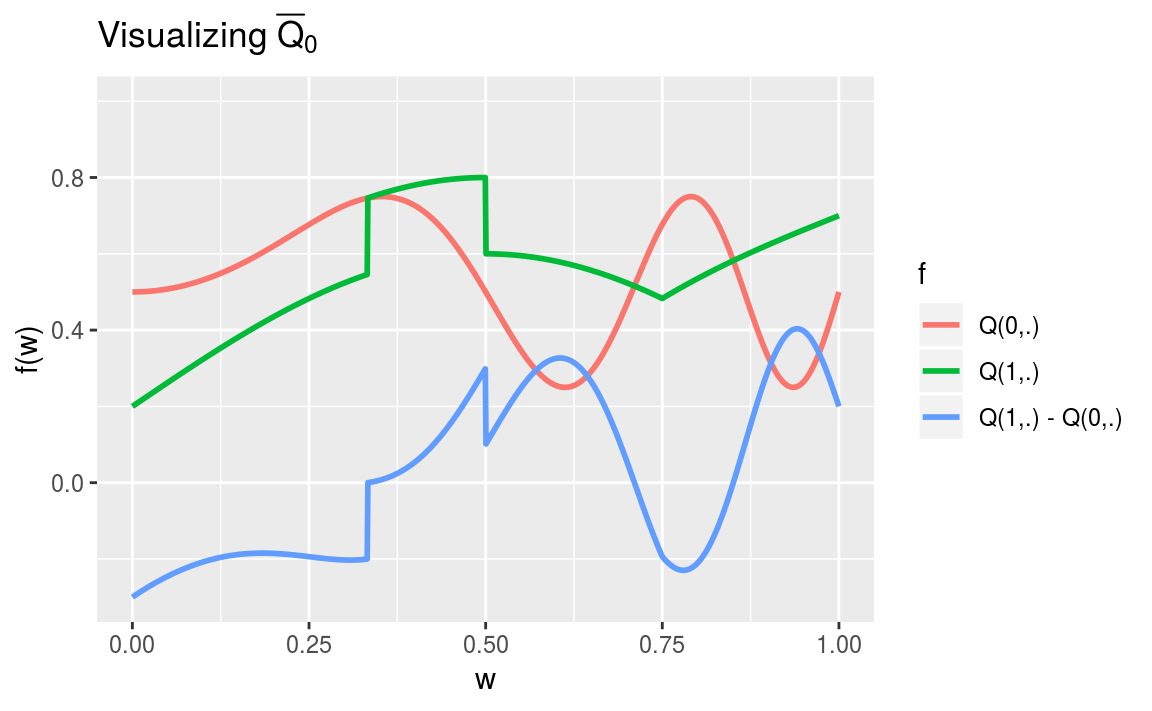 Visualizing Q̅₀
f(w)
0.8
0.4
0.0
0.00 0.25 0.50 0.75 1.00
w
f
Q(0,.)
Q(1,.)
Q(1,.) - Q(0,.)